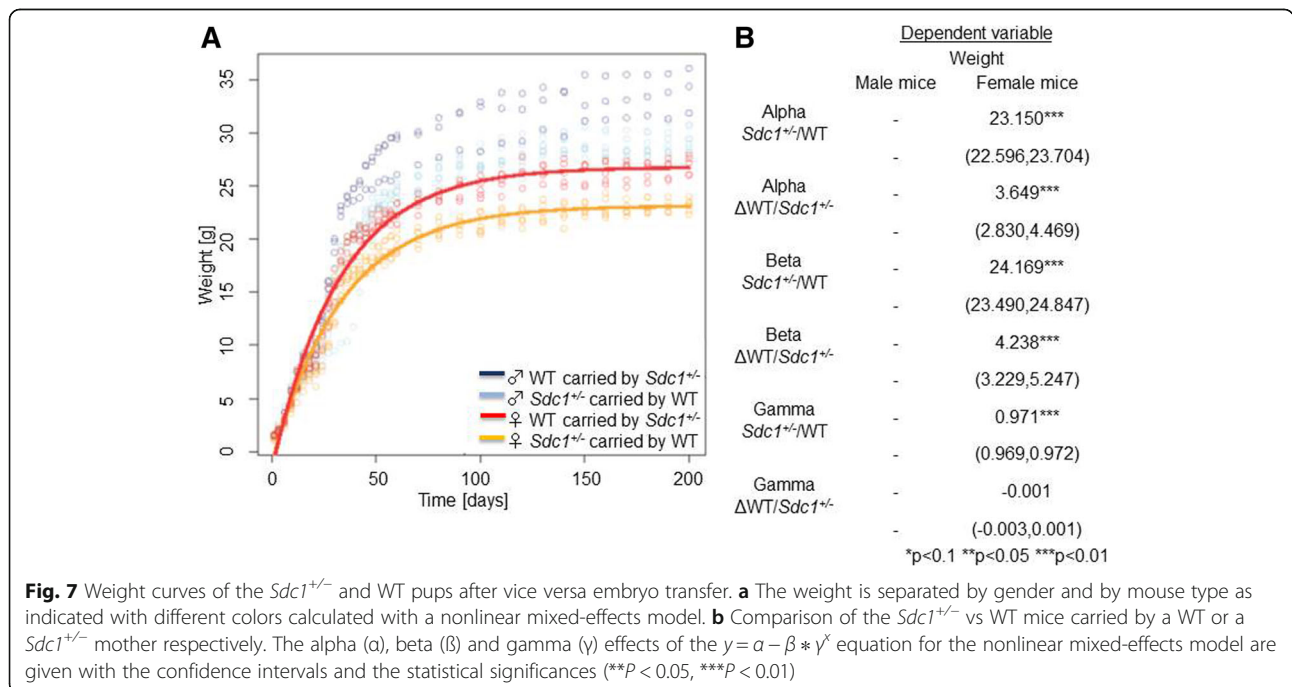 A
Weight [g]
35
30
25
20
15
10
5
0
♂ WT carried by Sdc1+/-
♂ Sdc1+/- carried by WT
♀ WT carried by Sdc1+/-
♀ Sdc1+/- carried by WT
0 50 100 150 200
Time [days]
B
Dependent variable
Weight
Male mice Female mice
Alpha
Sdc1+/-/WT - 23.150***
- (22.596,23.704)
Alpha
ΔWT/Sdc1+/- - 3.649***
- (2.830,4.469)
Beta
Sdc1+/-/WT - 24.169***
- (23.490,24.847)
Beta
ΔWT/Sdc1+/- - 4.238***
- (3.229,5.247)
Gamma
Sdc1+/-/WT - 0.971***
- (0.969,0.972)
Gamma
ΔWT/Sdc1+/- - -0.001
- (-0.003,0.001)
*p<0.1 **p<0.05 ***p<0.01
Fig. 7 Weight curves of the Sdc1+/− and WT pups after vice versa embryo transfer. a The weight is separated by gender and by mouse type as
indicated with different colors calculated with a nonlinear mixed-effects model. b Comparison of the Sdc1+/− vs WT mice carried by a WT or a
Sdc1+/− mother respectively. The alpha (α), beta (ß) and gamma (γ) effects of the y = α − β ∗ γx equation for the nonlinear mixed-effects model are
given with the confidence intervals and the statistical significances (**P < 0.05, ***P < 0.01)